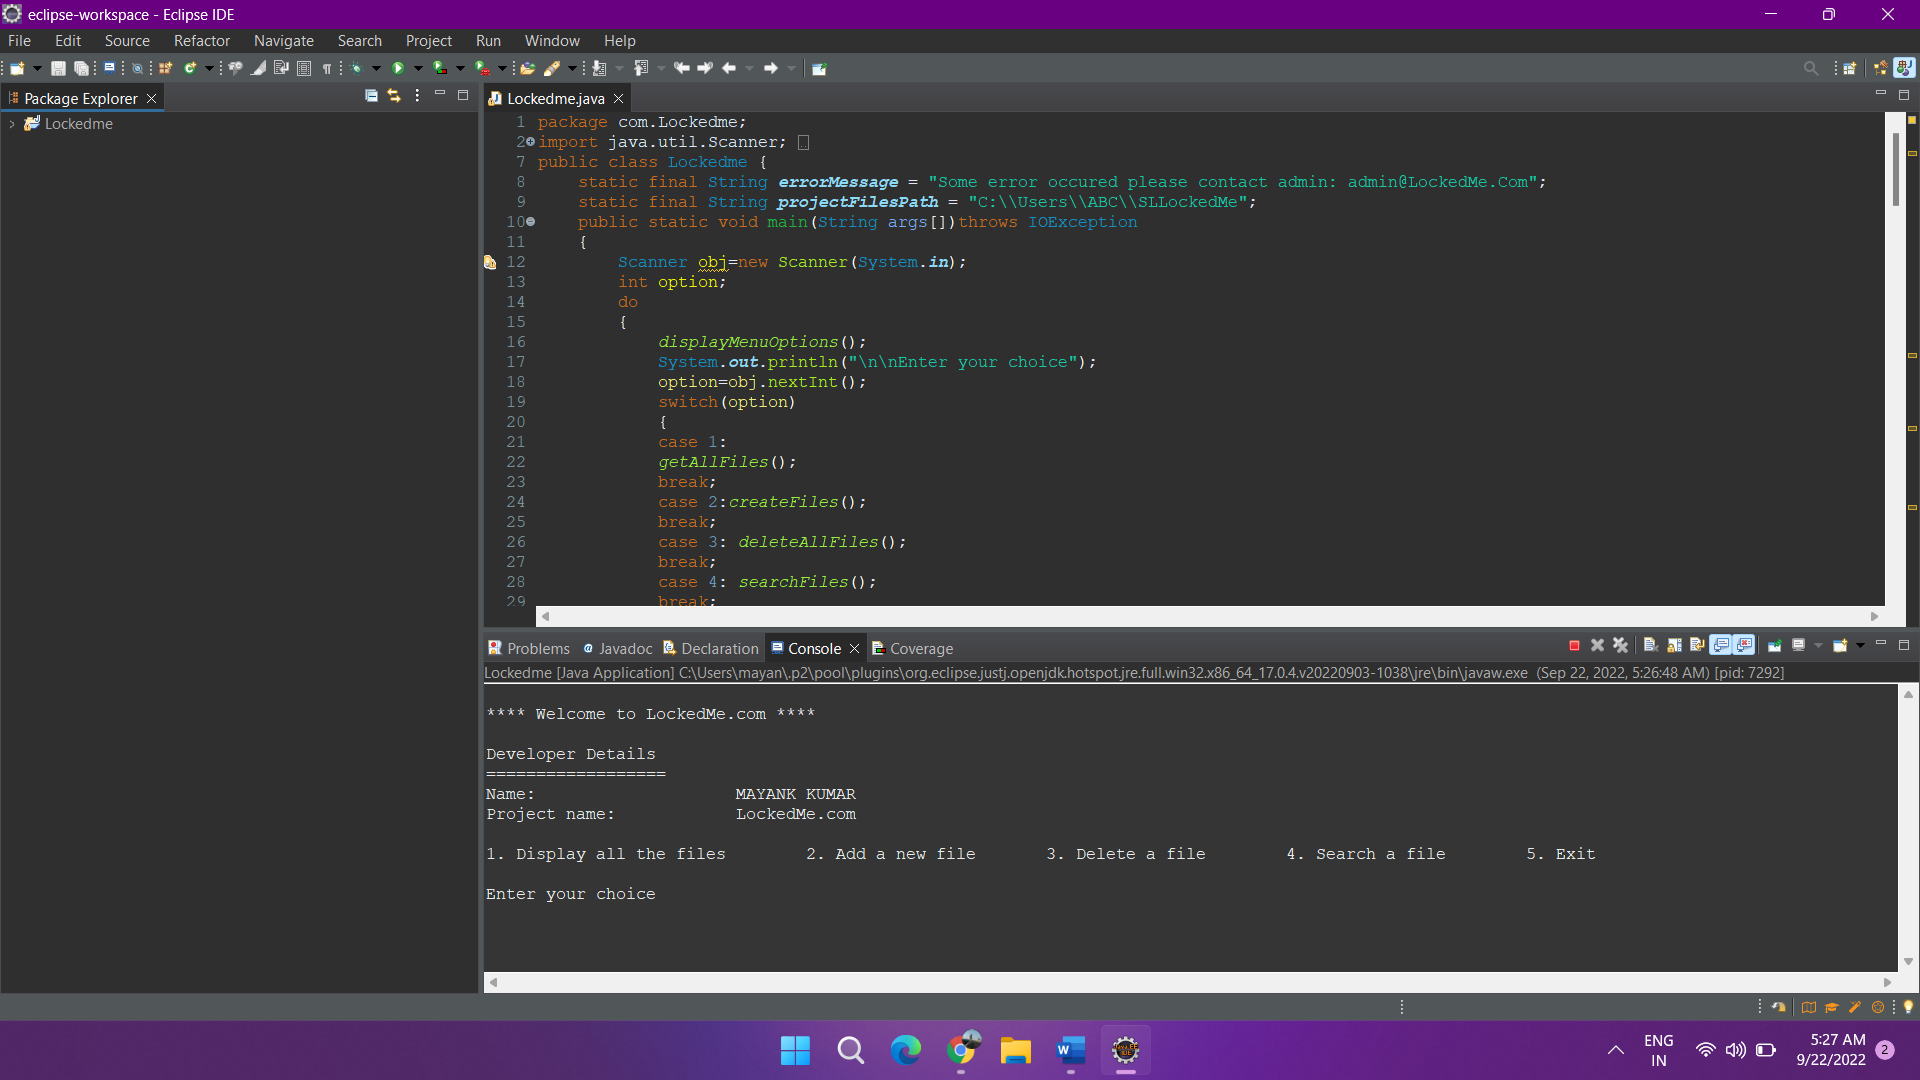 eclipse-workspace - Eclipse IDE
File Edit Source Refactor Navigate Search Project Run Window Help
Package Explorer
Lockedme
Lockedme.java
1 package com.Lockedme;
2 import java.util.Scanner;
7 public class Lockedme {
8 static final String errorMessage = "Some error occured please contact admin: admin@LockedMe.Com";
9 static final String projectFilesPath = "C:\\Users\\ABC\\SLLockedMe";
10 public static void main(String args[])throws IOException
11 {
12 Scanner obj=new Scanner(System.in);
13 int option;
14 do
15 {
16 displayMenuOptions();
17 System.out.println("\n\nEnter your choice");
18 option=obj.nextInt();
19 switch(option)
20 {
21 case 1:
22 getAllFiles();
23 break;
24 case 2:createFiles();
25 break;
26 case 3: deleteAllFiles();
27 break;
28 case 4: searchFiles();
29 break;
Problems Javadoc Declaration Console Coverage
Lockedme [Java Application] C:\Users\mayan\.p2\pool\plugins\org.eclipse.justj.openjdk.hotspot.jre.full.win32.x86_64_17.0.4.v20220903-1038\jre\bin\javaw.exe (Sep 22, 2022, 5:26:48 AM) [pid: 7292]
**** Welcome to LockedMe.com ****
Developer Details
==================
Name: MAYANK KUMAR
Project name: LockedMe.com
1. Display all the files 2. Add a new file 3. Delete a file 4. Search a file 5. Exit
Enter your choice
ENG
IN
5:27 AM
9/22/2022
2